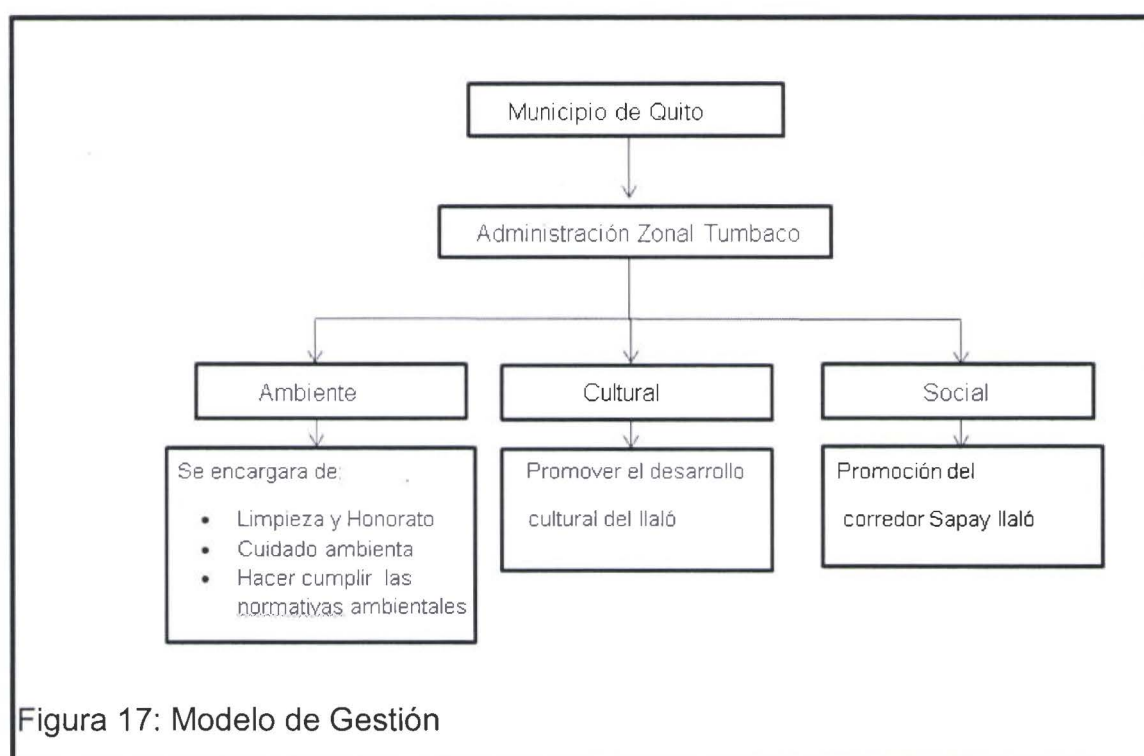 Municipio de Quito
Administración Zonal Tumbaco
Ambiente
Cultural
Social
Se encargara de:
• Limpieza y Honorato
• Cuidado ambienta
• Hacer cumplir las
normativas ambientales
Promover el desarrollo
cultural del Ilaló
Promoción del
corredor Sapay Ilaló
Figura 17: Modelo de Gestión